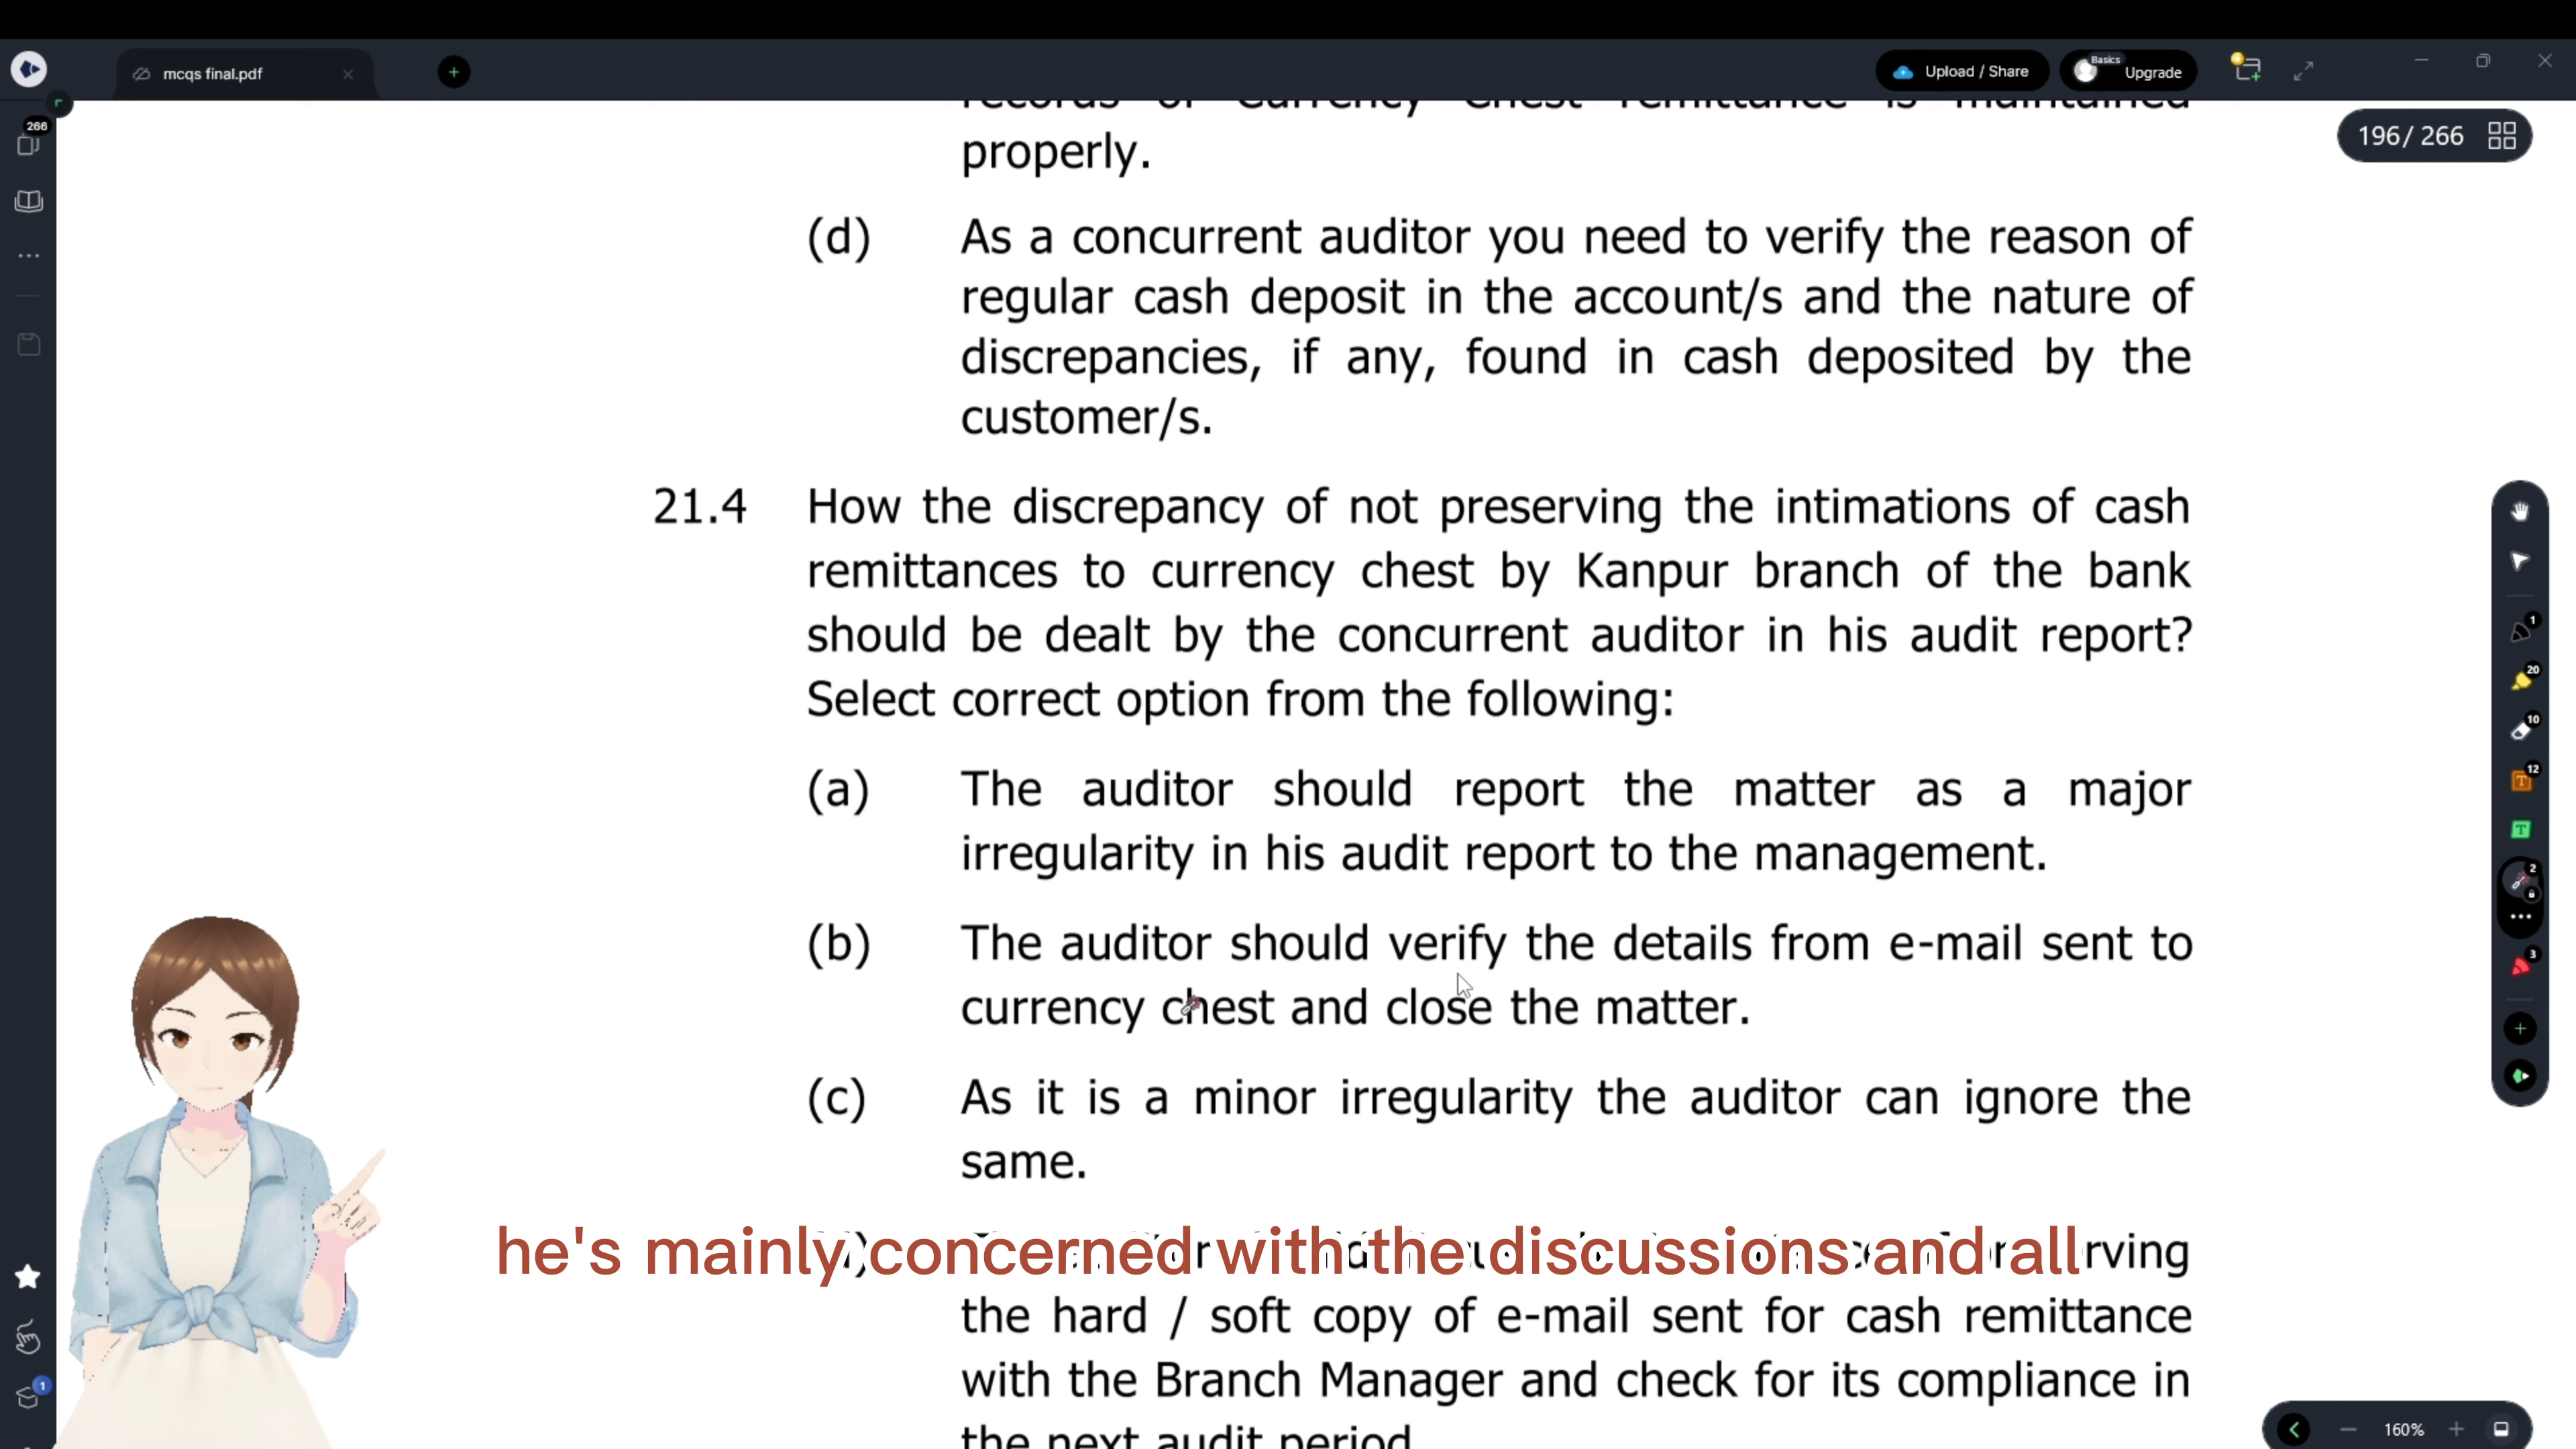 mcqs final.pdf
Upload / Share
Basics
Upgrade
266
196/ 266
properly.
(d) As a concurrent auditor you need to verify the reason of
regular cash deposit in the account/s and the nature of
discrepancies, if any, found in cash deposited by the
customer/s.
21.4 How the discrepancy of not preserving the intimations of cash
remittances to currency chest by Kanpur branch of the bank
should be dealt by the concurrent auditor in his audit report?
Select correct option from the following:
(a) The auditor should report the matter as a major
irregularity in his audit report to the management.
(b) The auditor should verify the details from e-mail sent to
currency chest and close the matter.
(c) As it is a minor irregularity the auditor can ignore the
same.
he's mainly concerned with the discussions and all
the hard / soft copy of e-mail sent for cash remittance
with the Branch Manager and check for its compliance in
the next audit period
1
20
10
12
2
3
1
160%